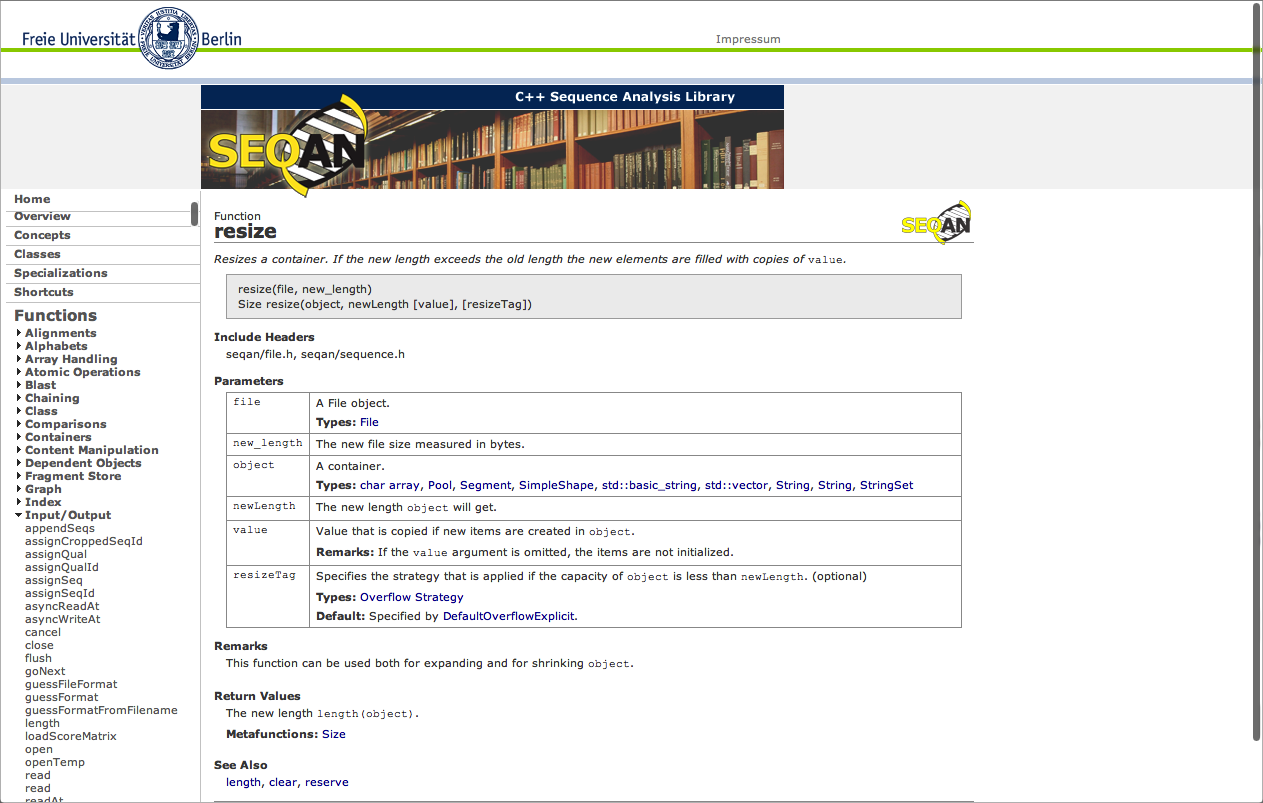 Freie Universität Berlin
Impressum
C++ Sequence Analysis Library
SEQAN
Home
Overview
Concepts
Classes
Specializations
Shortcuts
Functions
Alignments
Alphabets
Array Handling
Atomic Operations
Blast
Chaining
Class
Comparisons
Containers
Content Manipulation
Dependent Objects
Fragment Store
Graph
Index
Input/Output
appendSeqs
assignCroppedSeqId
assignQual
assignQualId
assignSeq
assignSeqId
asyncReadAt
asyncWriteAt
cancel
close
flush
goNext
guessFileFormat
guessFormat
guessFormatFromFilename
length
loadScoreMatrix
open
openTemp
read
read
readAt
Function
resize
SEQAN
Resizes a container. If the new length exceeds the old length the new elements are filled with copies of value.
resize(file, new_length)
Size resize(object, newLength [value], [resizeTag])
Include Headers
seqan/file.h, seqan/sequence.h
Parameters
file
A File object.
Types: File
new_length
The new file size measured in bytes.
object
A container.
Types: char array, Pool, Segment, SimpleShape, std::basic_string, std::vector, String, String, StringSet
newLength
The new length object will get.
value
Value that is copied if new items are created in object.
Remarks: If the value argument is omitted, the items are not initialized.
resizeTag
Specifies the strategy that is applied if the capacity of object is less than newLength. (optional)
Types: Overflow Strategy
Default: Specified by DefaultOverflowExplicit.
Remarks
This function can be used both for expanding and for shrinking object.
Return Values
The new length length(object).
Metafunctions: Size
See Also
length, clear, reserve